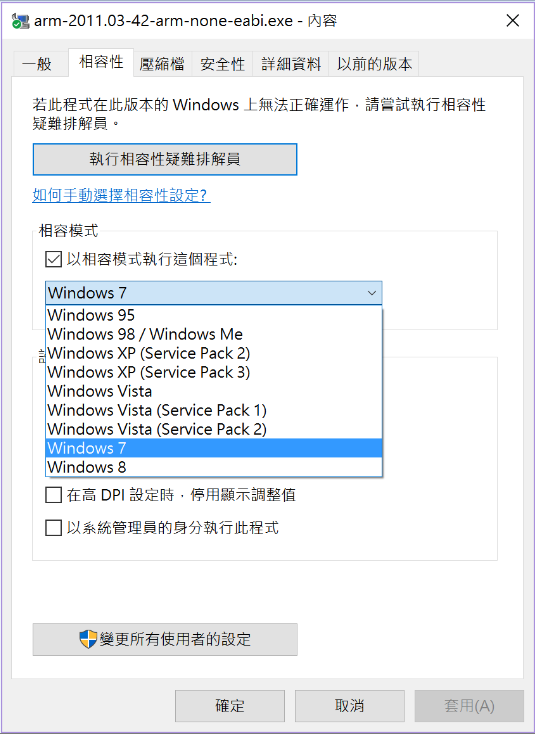 arm-2011.03-42-arm-none-eabi.exe - 內容
一般 相容性 壓縮檔 安全性 詳細資料 以前的版本
若此程式在此版本的 Windows 上無法正確運作，請嘗試執行相容性
疑難排解員。
執行相容性疑難排解員
如何手動選擇相容性設定?
相容模式
以相容模式執行這個程式:
Windows 7
Windows 95
Windows 98 / Windows Me
Windows XP (Service Pack 2)
Windows XP (Service Pack 3)
Windows Vista
Windows Vista (Service Pack 1)
Windows Vista (Service Pack 2)
Windows 7
Windows 8
在高 DPI 設定時，停用顯示調整值
以系統管理員的身分執行此程式
變更所有使用者的設定
確定 取消 套用(A)